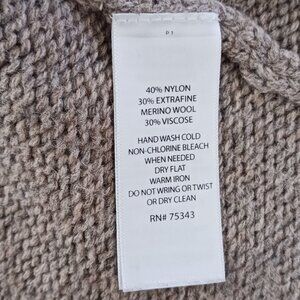 P 1
40% NYLON
30% EXTRAFINE
MERINO WOOL
30% VISCOSE
HAND WASH COLD
NON-CHLORINE BLEACH
WHEN NEEDED
DRY FLAT
WARM IRON
DO NOT WRING OR TWIST
OR DRY CLEAN
RN# 75343